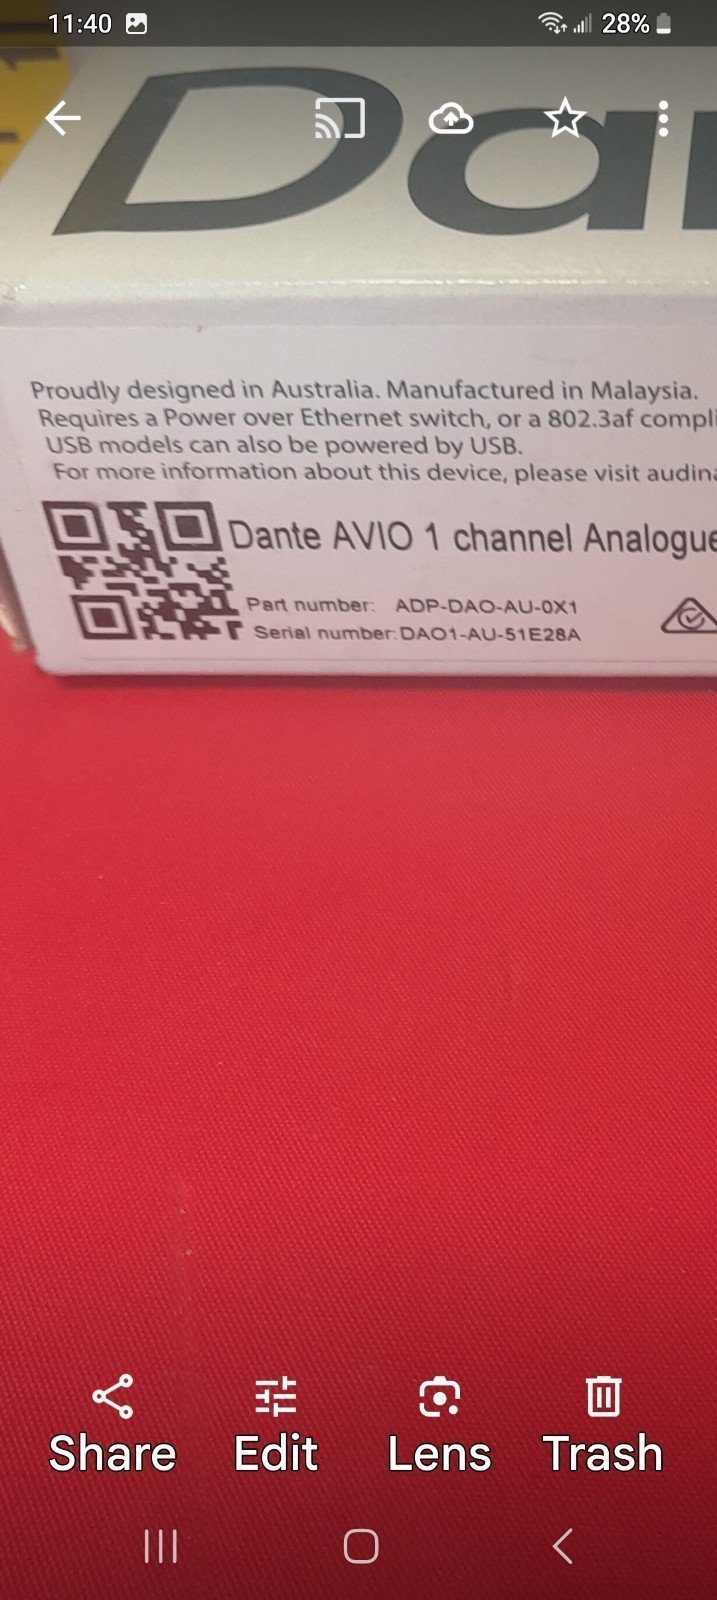 11:40 28%
Da
Proudly designed in Australia. Manufactured in Malaysia.
Requires a Power over Ethernet switch, or a 802.3af compli
USB models can also be powered by USB.
For more information about this device, please visit audina
Dante AVIO 1 channel Analogue
Part number: ADP-DAO-AU-0X1
Serial number:DAO1-AU-51E28A
Share Edit Lens Trash